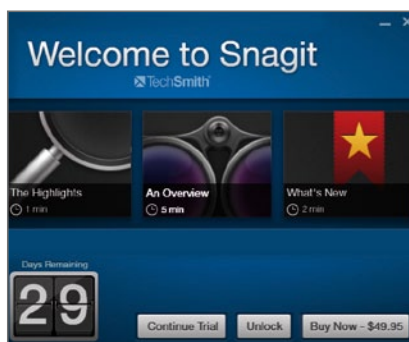 Welcome to Snagit
TechSmith
The Highlights
1 min
An Overview
5 min
What's New
2 min
Days Remaining
29
Continue Trial
Unlock
Buy Now - $49.95